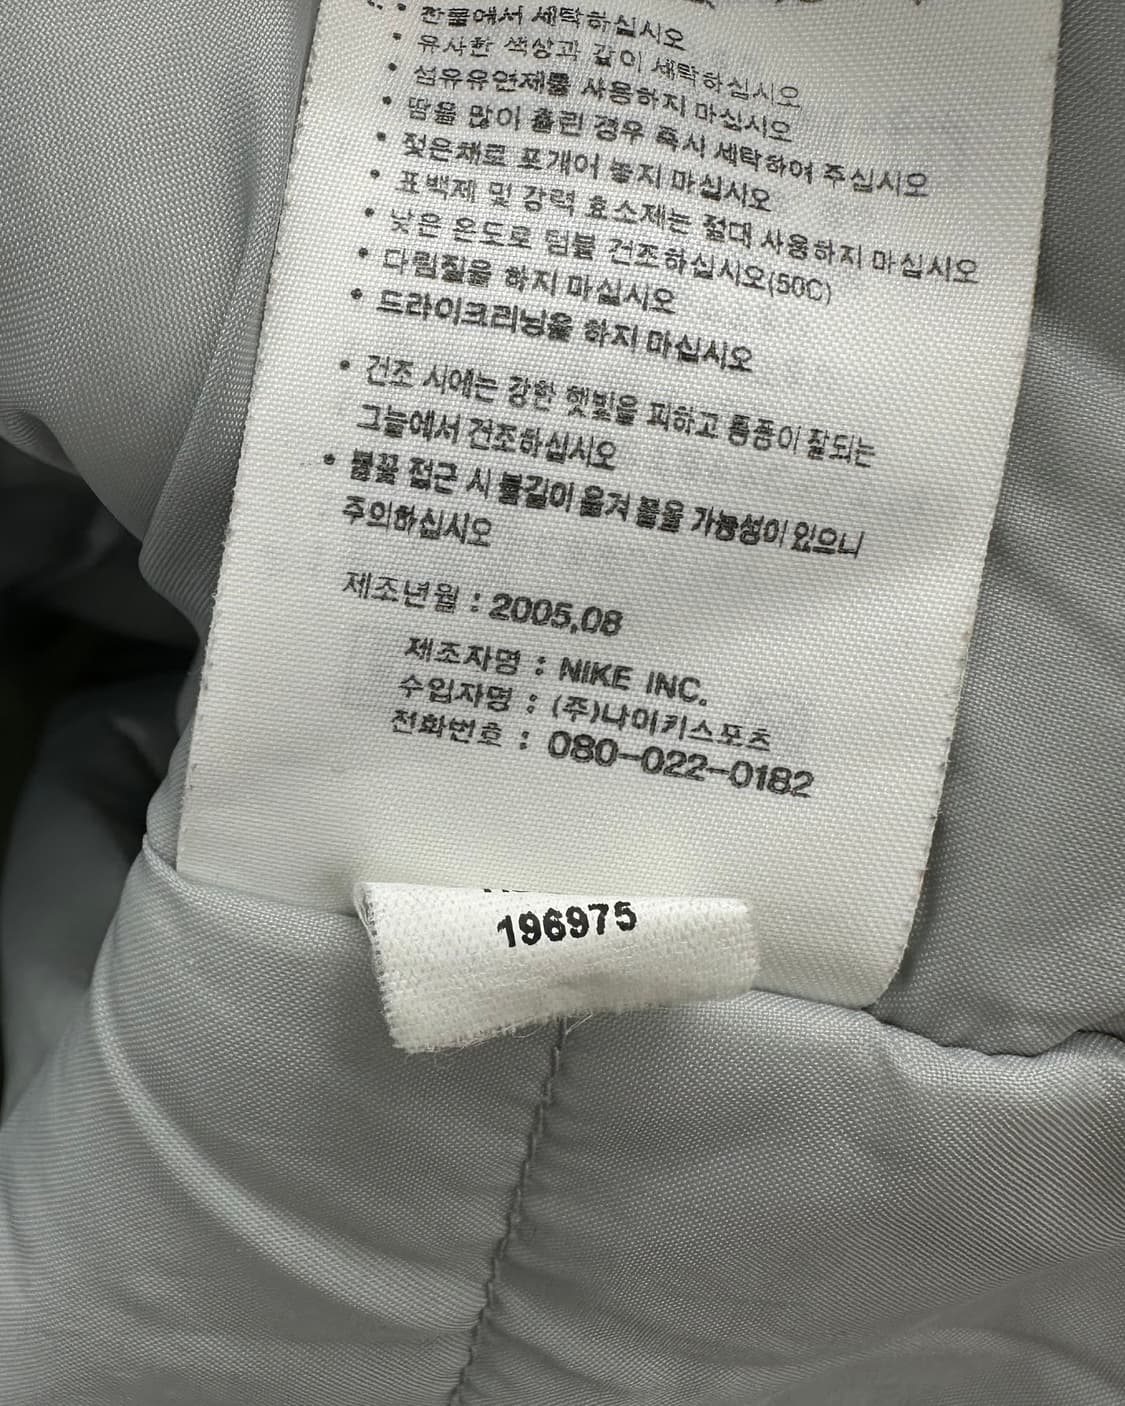 • 찬물에서 세탁하십시오
• 유사한 색상과 같이 세탁하십시오
• 섬유유연제를 사용하지 마십시오
• 땀을 많이 흘린 경우 즉시 세탁하여 주십시오
• 젖은채로 포개어 놓지 마십시오
• 표백제 및 강력 효소제는 절대 사용하지 마십시오
• 낮은 온도로 텀블 건조하십시오(50C)
• 다림질을 하지 마십시오
• 드라이크리닝을 하지 마십시오
• 건조 시에는 강한 햇빛을 피하고 통풍이 잘되는
그늘에서 건조하십시오
• 불꽃 접근 시 불길이 옮겨 붙을 가능성이 있으니
주의하십시오
제조년월 : 2005.08
제조자명 : NIKE INC.
수입자명 : (주)나이키스포츠
전화번호 : 080-022-0182
196975